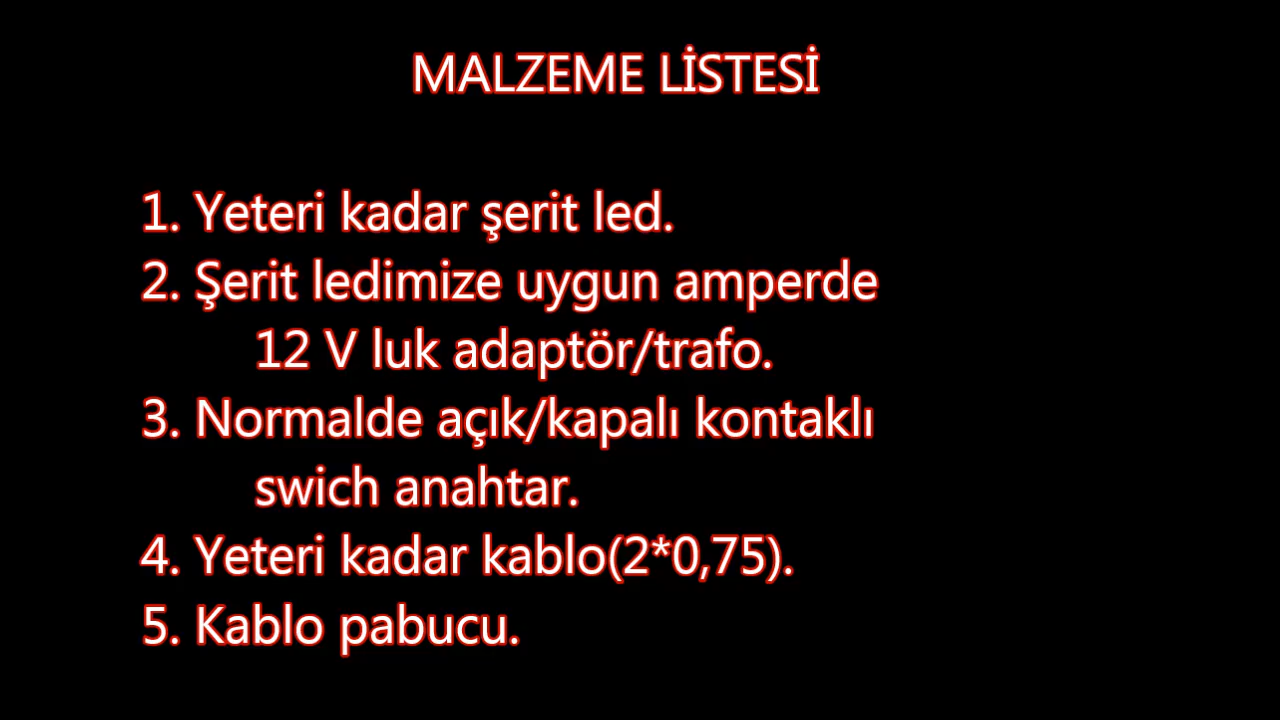 MALZEME LİSTESİ
1. Yeteri kadar şerit led.
2. Şerit ledimize uygun amperde
12 V luk adaptör/trafo.
3. Normalde açık/kapalı kontaklı
swich anahtar.
4. Yeteri kadar kablo(2*0,75).
5. Kablo pabucu.